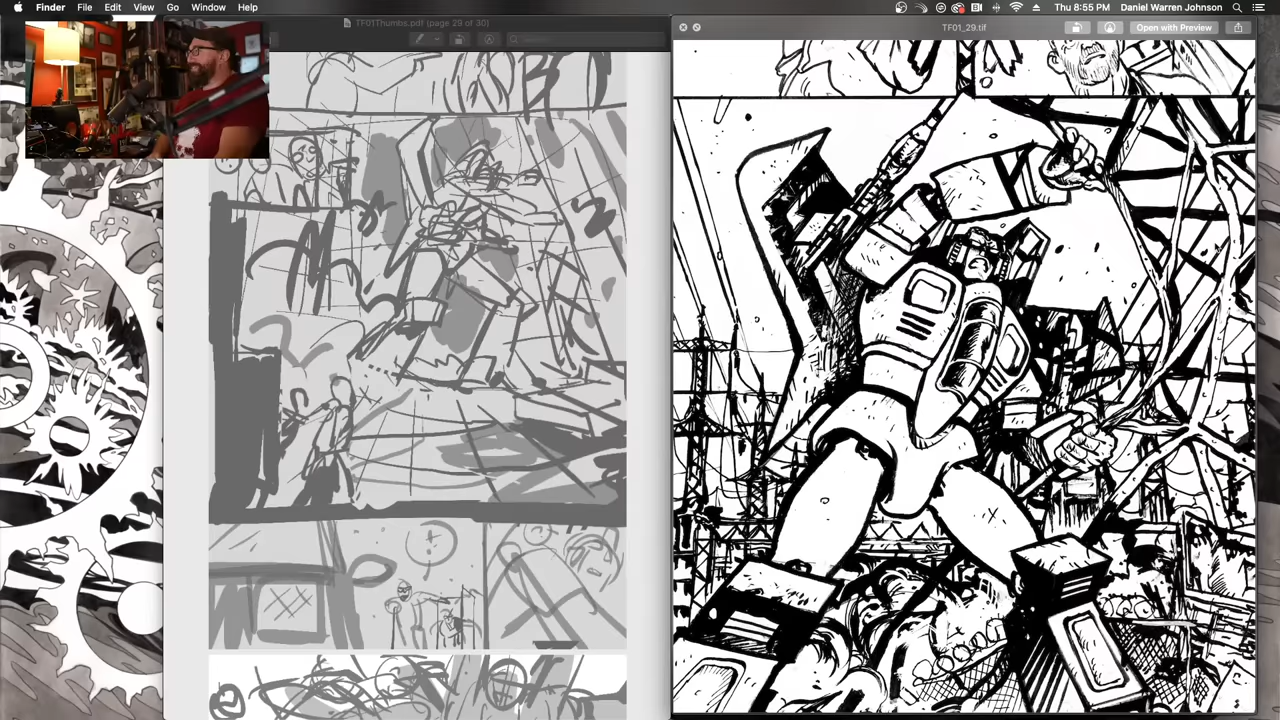 Finder File Edit View Go Window Help
Thu 8:55 PM Daniel Warren Johnson
TF01Thumbs.pdf (page 29 of 30)
TF01_29.tif
Open with Preview